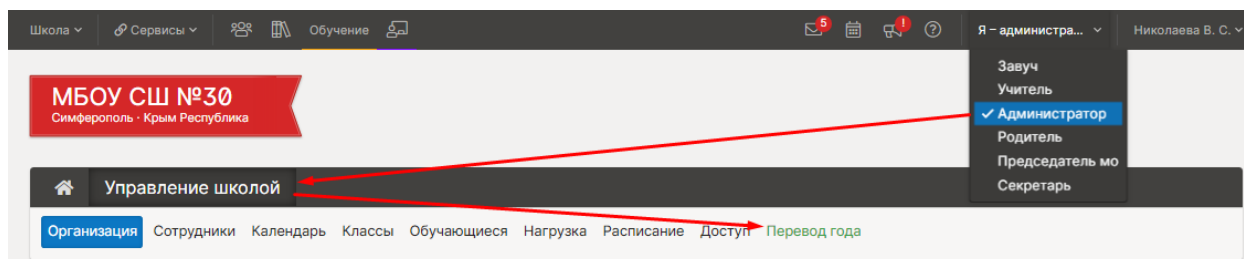 Школа Сервисы Обучение 5 ! ? Я – администра... Николаева В. С.
Завуч
Учитель
Администратор
Родитель
Председатель мо
Секретарь
МБОУ СШ №30
Симферополь · Крым Республика
Управление школой
Организация Сотрудники Календарь Классы Обучающиеся Нагрузка Расписание Доступ Перевод года